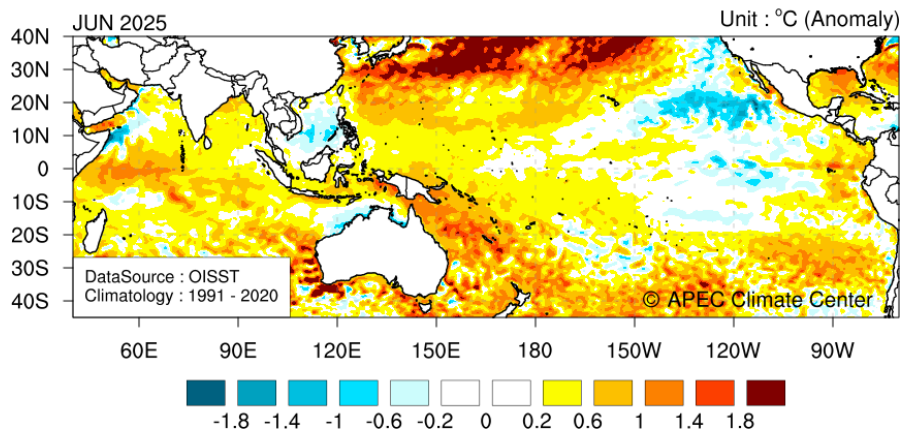 JUN 2025
Unit : °C (Anomaly)
40N
30N
20N
10N
0
10S
20S
30S
40S
DataSource : OISST
Climatology : 1991 - 2020
© APEC Climate Center
60E 90E 120E 150E 180 150W 120W 90W
-1.8 -1.4 -1 -0.6 -0.2 0 0.2 0.6 1 1.4 1.8